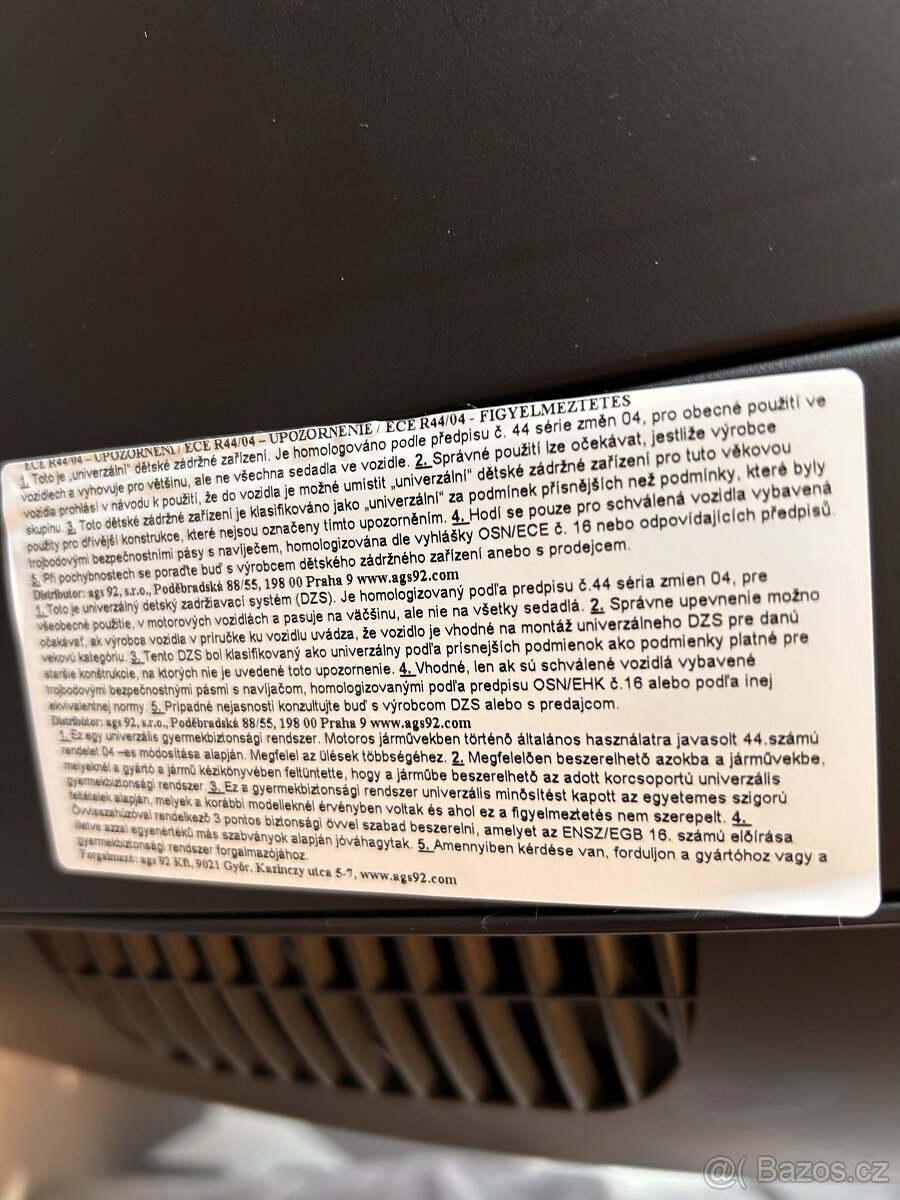 ECE R44/04 – UPOZORNĚNÍ / ECE R44/04 – UPOZORNENIE / ECE R44/04 - FIGYELMEZTETES
1. Toto je „univerzální“ dětské zádržné zařízení. Je homologováno podle předpisu č. 44 série změn 04, pro obecné použití ve
vozidlech a vyhovuje pro většinu, ale ne všechna sedadla ve vozidle. 2. Správné použití lze očekávat, jestliže výrobce
vozidla prohlásí v návodu k použití, že do vozidla je možné umístit „univerzální“ dětské zádržné zařízení pro tuto věkovou
skupinu. 3. Toto dětské zádržné zařízení je klasifikováno jako „univerzální“ za podmínek přísnějších než podmínky, které byly
použity pro dřívější konstrukce, které nejsou označeny tímto upozorněním. 4. Hodí se pouze pro schválená vozidla vybavená
trojbodovými bezpečnostními pásy s navíječem, homologována dle vyhlášky OSN/ECE č. 16 nebo odpovídajících předpisů.
5. Při pochybnostech se poraďte buď s výrobcem dětského zádržného zařízení anebo s prodejcem.
Distributor: ags 92, s.r.o., Poděbradská 88/55, 198 00 Praha 9 www.ags92.com
1. Toto je univerzálny detský zadržiavací systém (DZS). Je homologizovaný podľa predpisu č.44 séria zmien 04, pre
všeobecné použitie, v motorových vozidlách a pasuje na väčšinu, ale nie na všetky sedadlá. 2. Správne upevnenie možno
očakávať, ak výrobca vozidla v príručke ku vozidlu uvádza, že vozidlo je vhodné na montáž univerzálneho DZS pre danú
vekovú kategóriu. 3. Tento DZS bol klasifikovaný ako univerzálny podľa prísnejších podmienok ako podmienky platné pre
staršie konštrukcie, na ktorých nie je uvedené toto upozornenie. 4. Vhodné, len ak sú schválené vozidlá vybavené
trojbodovými bezpečnostnými pásmi s navíjačom, homologizovanými podľa predpisu OSN/EHK č.16 alebo podľa inej
ekvivalentnej normy. 5. Prípadné nejasnosti konzultujte buď s výrobcom DZS alebo s predajcom.
Distribútor: ags 92, s.r.o., Poděbradská 88/55, 198 00 Praha 9 www.ags92.com
1. Ez egy univerzális gyermekbiztonsági rendszer. Motoros járművekben történő általános használatra javasolt 44.számú
rendelet 04 –es módosítása alapján. Megfelel az ülések többségéhez. 2. Megfelelően beszerelhető azokba a járművekbe,
melyeknél a gyártó a jármű kézikönyvében feltüntette, hogy a járműbe beszerelhető az adott korcsoportú univerzális
gyermekbiztonsági rendszer. 3. Ez a gyermekbiztonsági rendszer univerzális minősítést kapott az egyetemes szigorú
feltételek alapján, melyek a korábbi modelleknél érvényben voltak és ahol ez a figyelmeztetés nem szerepelt. 4.
Övvisszahúzóval rendelkező 3 pontos biztonsági övvel szabad beszerelni, amelyet az ENSZ/EGB 16. számú előírása
illetve azzal egyenértékű más szabványok alapján jóváhagytak. 5. Amennyiben kérdése van, forduljon a gyártóhoz vagy a
gyermekbiztonsági rendszer forgalmazójához.
Forgalmazó: ags 92 Kft, 9021 Győr, Kazinczy utca 5-7, www.ags92.com
@( Bazos.cz